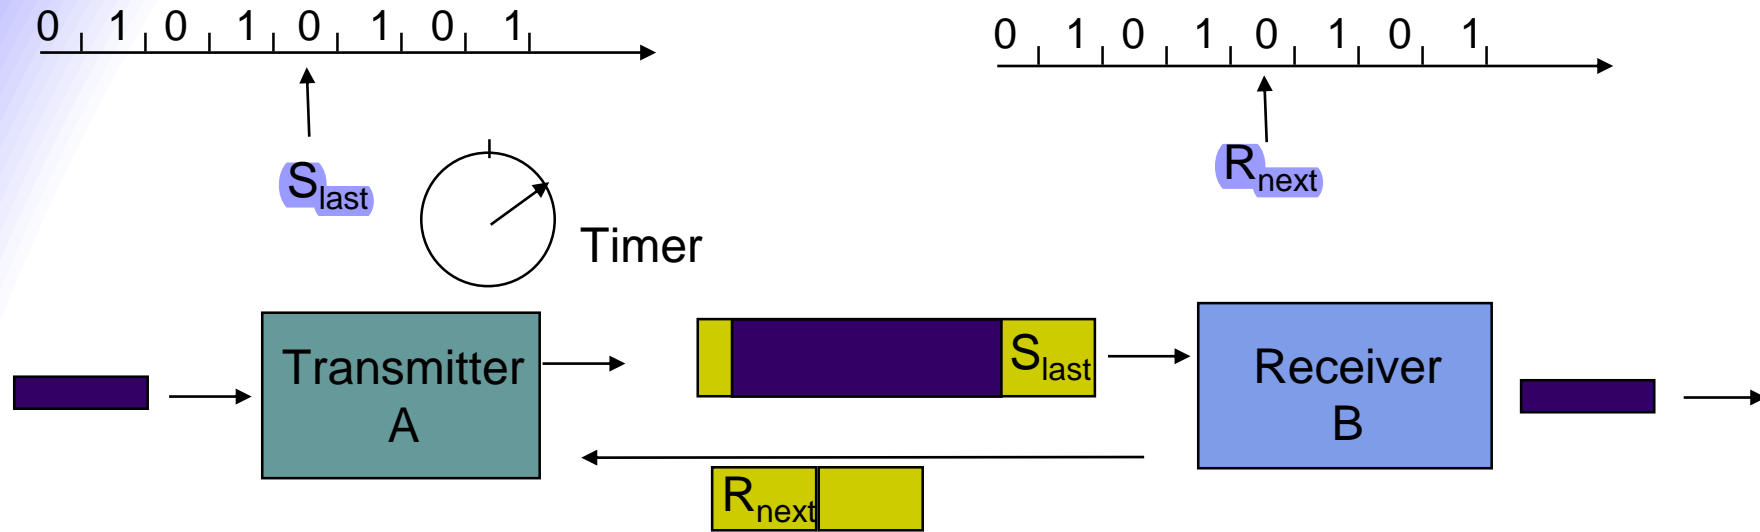 0 1 0 1 0 1 0 1
0 1 0 1 0 1 0 1
Slast
Rnext
Timer
Transmitter
A
Slast
Receiver
B
Rnext